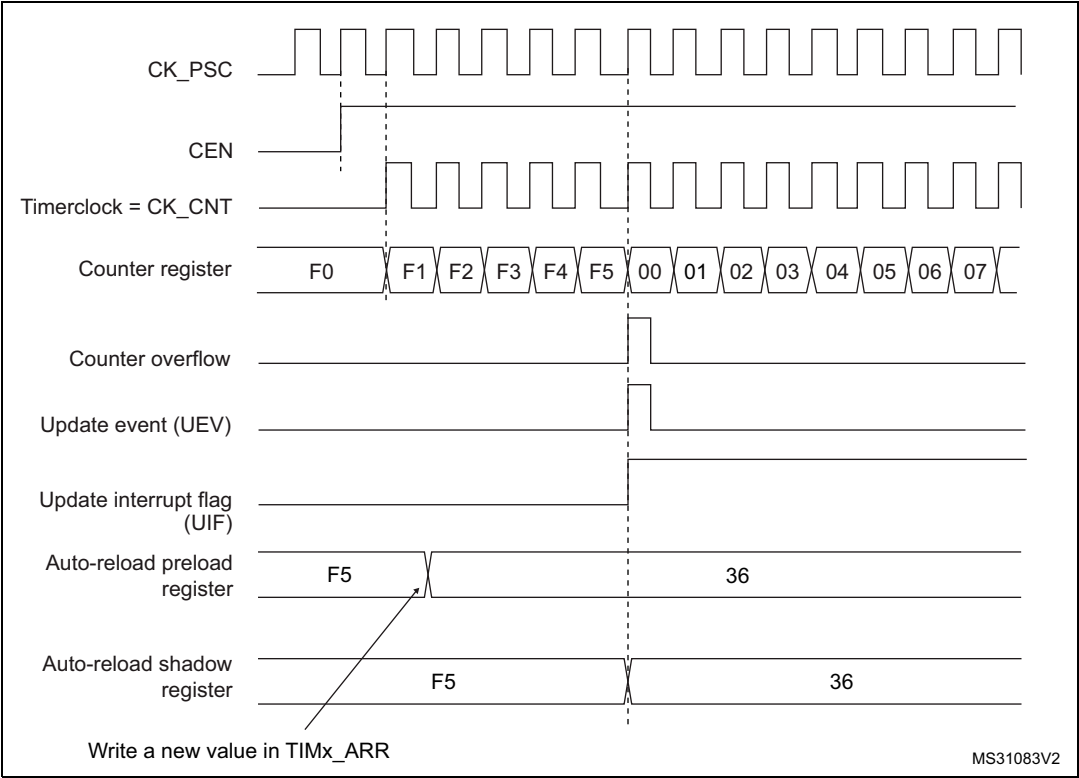 CK_PSC
CEN
Timerclock = CK_CNT
Counter register
F0 F1 F2 F3 F4 F5 00 01 02 03 04 05 06 07
Counter overflow
Update event (UEV)
Update interrupt flag
(UIF)
Auto-reload preload
register
F5 36
Auto-reload shadow
register
F5 36
Write a new value in TIMx_ARR
MS31083V2